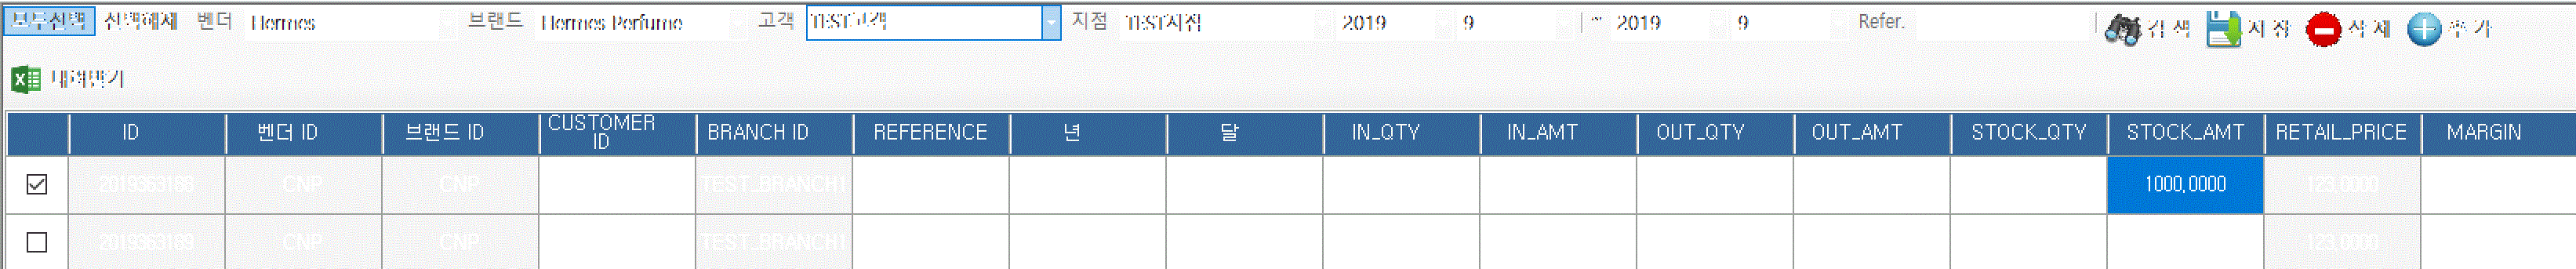 모두선택 선택해제 벤더 Hermes 브랜드 Hermes Perfume 고객 TEST고객 지점 TEST지점 2019 9 ~ 2019 9 Refer. 검색 저장 삭제 추가
내려받기
ID 벤더 ID 브랜드 ID CUSTOMER ID BRANCH ID REFERENCE 년 달 IN_QTY IN_AMT OUT_QTY OUT_AMT STOCK_QTY STOCK_AMT RETAIL_PRICE MARGIN
2019363188 CNP CNP TEST_BRANCH1 1000.0000 123.0000
2019363189 CNP CNP TEST_BRANCH1 123.0000